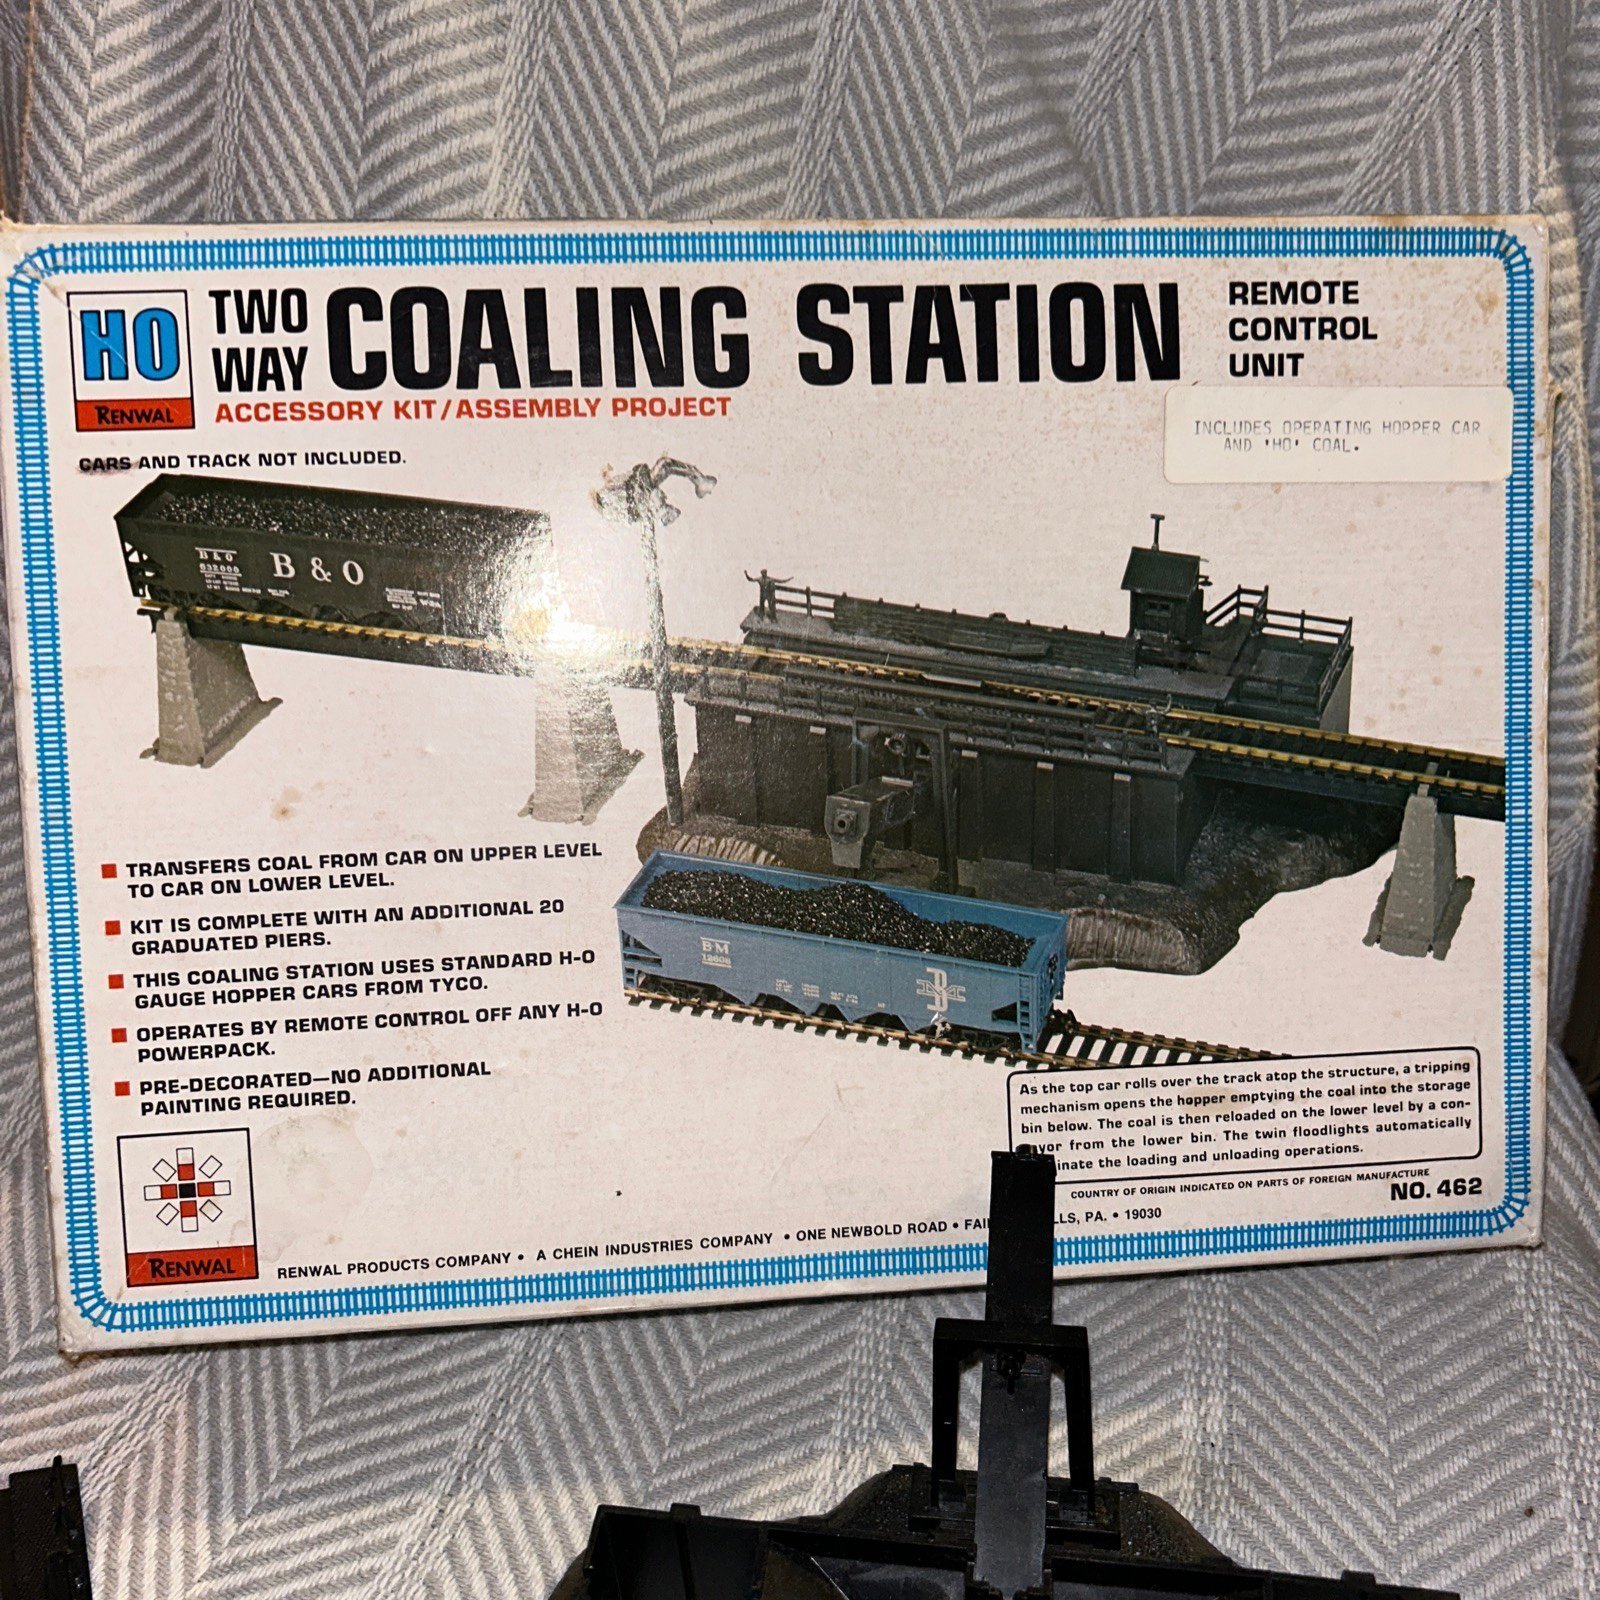 HO
RENWAL
TWO
WAY
COALING STATION
REMOTE
CONTROL
UNIT
ACCESSORY KIT/ASSEMBLY PROJECT
INCLUDES OPERATING HOPPER CAR
AND 'HO' COAL.
CARS AND TRACK NOT INCLUDED.
B & O
632000
B & O
TRANSFERS COAL FROM CAR ON UPPER LEVEL
TO CAR ON LOWER LEVEL.
KIT IS COMPLETE WITH AN ADDITIONAL 20
GRADUATED PIERS.
THIS COALING STATION USES STANDARD H-O
GAUGE HOPPER CARS FROM TYCO.
OPERATES BY REMOTE CONTROL OFF ANY H-O
POWERPACK.
PRE-DECORATED—NO ADDITIONAL
PAINTING REQUIRED.
BM
12608
B
M
As the top car rolls over the track atop the structure, a tripping
mechanism opens the hopper emptying the coal into the storage
bin below. The coal is then reloaded on the lower level by a con-
yor from the lower bin. The twin floodlights automatically
inate the loading and unloading operations.
COUNTRY OF ORIGIN INDICATED ON PARTS OF FOREIGN MANUFACTURE
NO. 462
RENWAL
RENWAL PRODUCTS COMPANY • A CHEIN INDUSTRIES COMPANY • ONE NEWBOLD ROAD • FAI LLS, PA. • 19030